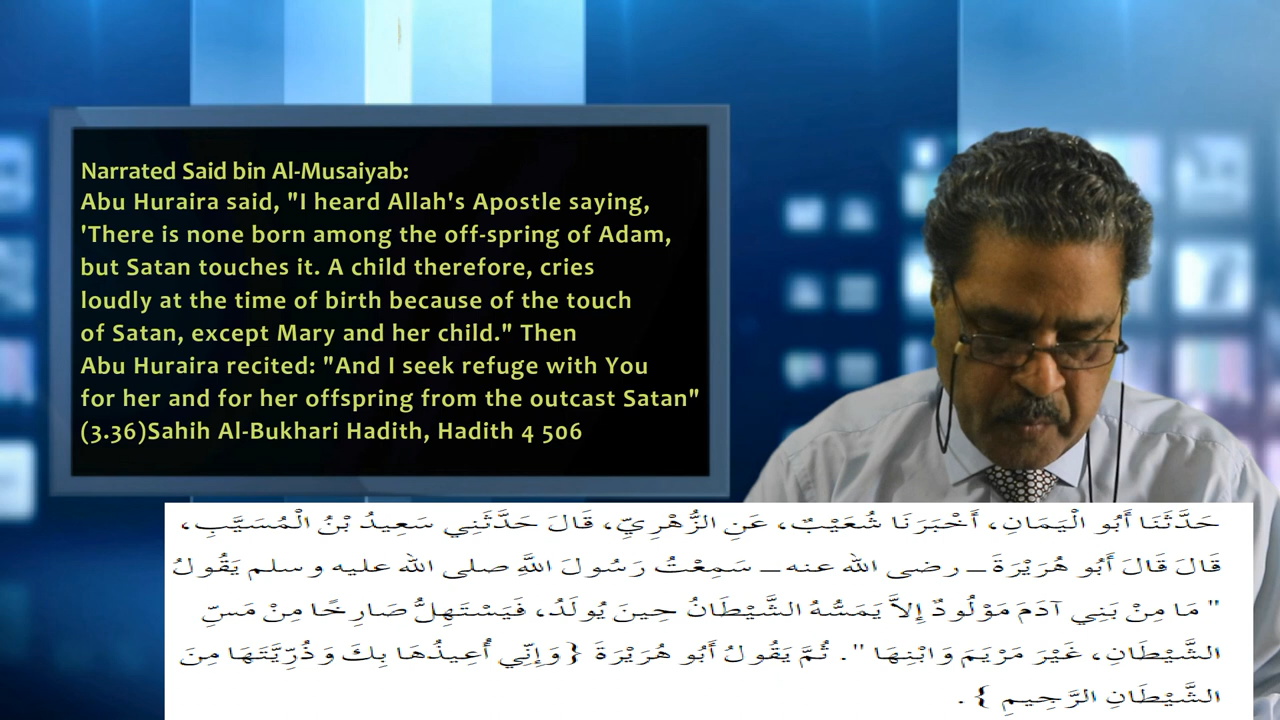 Narrated Said bin Al-Musaiyab:
Abu Huraira said, "I heard Allah's Apostle saying,
'There is none born among the off-spring of Adam,
but Satan touches it. A child therefore, cries
loudly at the time of birth because of the touch
of Satan, except Mary and her child." Then
Abu Huraira recited: "And I seek refuge with You
for her and for her offspring from the outcast Satan"
(3.36)Sahih Al-Bukhari Hadith, Hadith 4 506
حَدَّثَنَا أَبُو الْيَمَانِ، أَخْبَرَنَا شُعَيْبٌ، عَنِ الزُّهْرِيِّ، قَالَ حَدَّثَنِي سَعِيدُ بْنُ الْمُسَيَّبِ،
قَالَ قَالَ أَبُو هُرَيْرَةَ ـ رضى الله عنه ـ سَمِعْتُ رَسُولَ اللَّهِ صلى الله عليه وسلم يَقُولُ
" مَا مِنْ بَنِي آدَمَ مَوْلُودٌ إِلاَّ يَمَسُّهُ الشَّيْطَانُ حِينَ يُولَدُ، فَيَسْتَهِلُّ صَارِخًا مِنْ مَسِّ
الشَّيْطَانِ، غَيْرَ مَرْيَمَ وَابْنِهَا ". ثُمَّ يَقُولُ أَبُو هُرَيْرَةَ {وَإِنِّي أُعِيذُهَا بِكَ وَذُرِّيَّتَهَا مِنَ
الشَّيْطَانِ الرَّجِيمِ }.